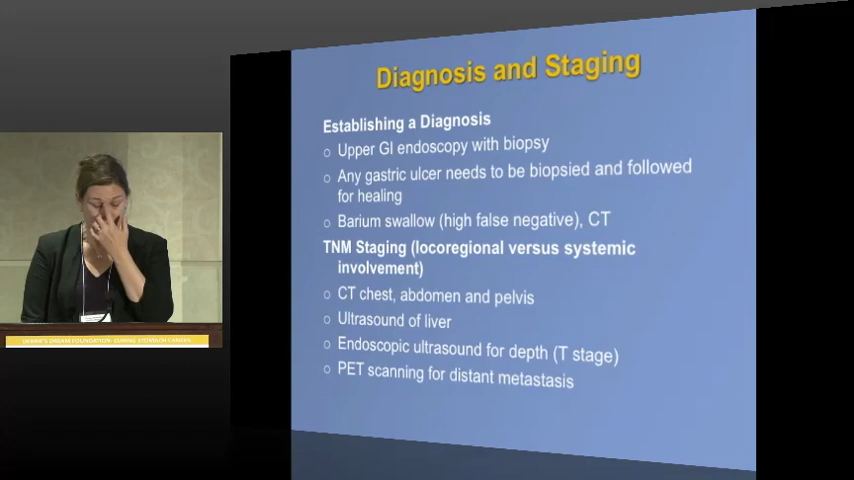 Diagnosis and Staging
Establishing a Diagnosis
○ Upper GI endoscopy with biopsy
○ Any gastric ulcer needs to be biopsied and followed
for healing
○ Barium swallow (high false negative), CT
TNM Staging (locoregional versus systemic
involvement)
○ CT chest, abdomen and pelvis
○ Ultrasound of liver
○ Endoscopic ultrasound for depth (T stage)
○ PET scanning for distant metastasis
DEBBIE'S DREAM FOUNDATION: CURING STOMACH CANCER